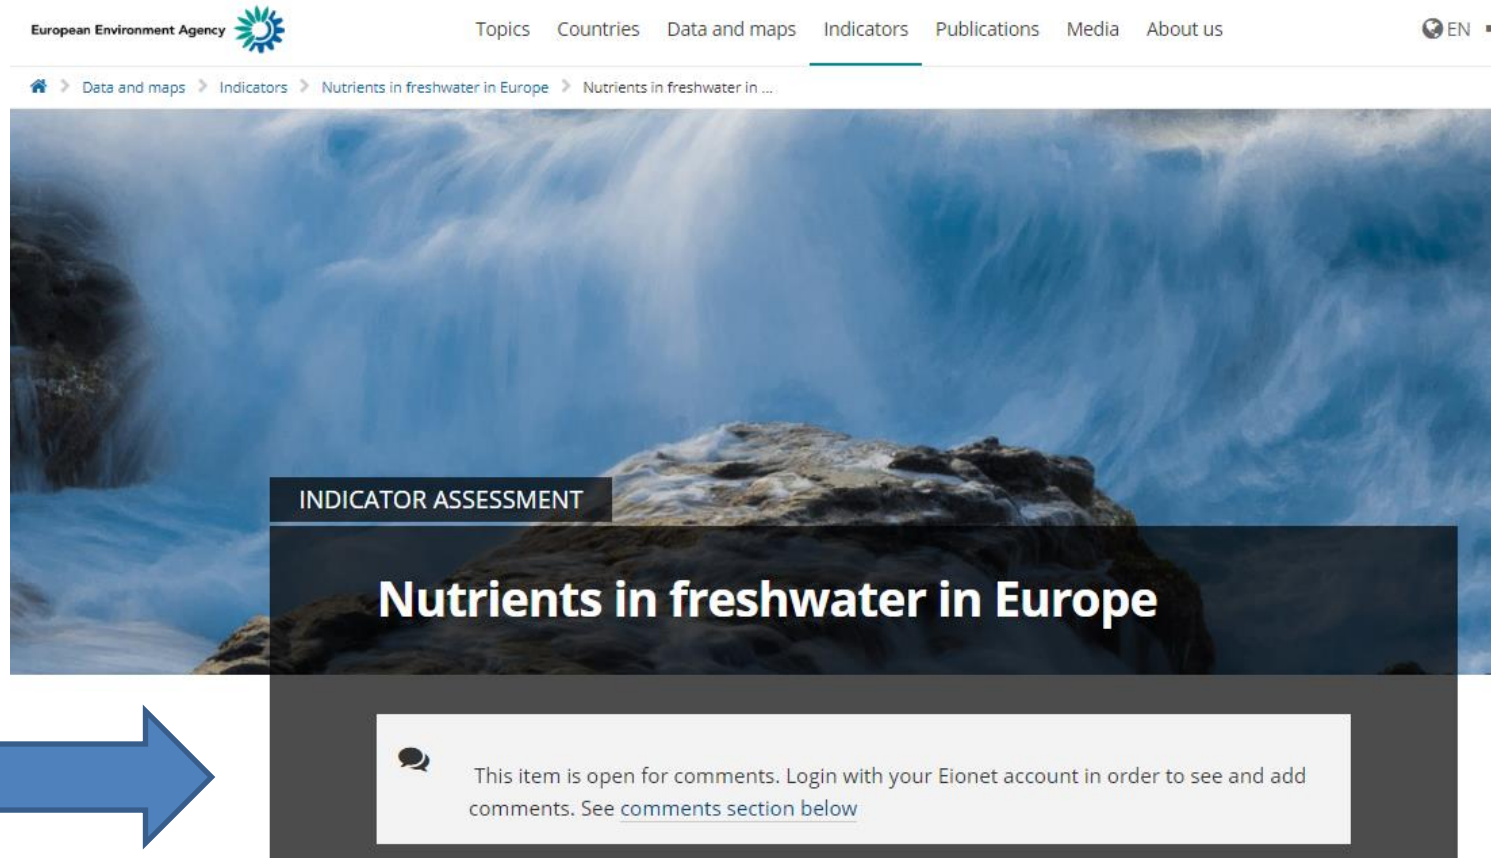 European Environment Agency
Topics Countries Data and maps Indicators Publications Media About us
EN
Data and maps Indicators Nutrients in freshwater in Europe Nutrients in freshwater in ...
INDICATOR ASSESSMENT
Nutrients in freshwater in Europe
This item is open for comments. Login with your Eionet account in order to see and add
comments. See comments section below